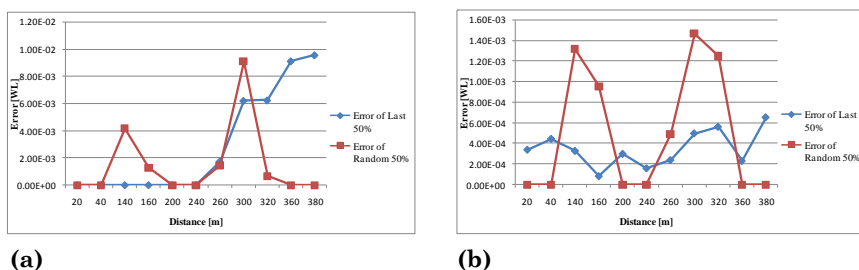 1.20E-02
1.00E-02
8.00E-03
6.00E-03
4.00E-03
2.00E-03
0.00E+00
Error [WL]
20 40 140 160 200 240 260 300 320 360 380
Distance [m]
Error of Last 50%
Error of Random 50%
(a)
1.60E-03
1.40E-03
1.20E-03
1.00E-03
8.00E-04
6.00E-04
4.00E-04
2.00E-04
0.00E+00
Error [WL]
20 40 140 160 200 240 260 300 320 360 380
Distance [m]
Error of Last 50%
Error of Random 50%
(b)